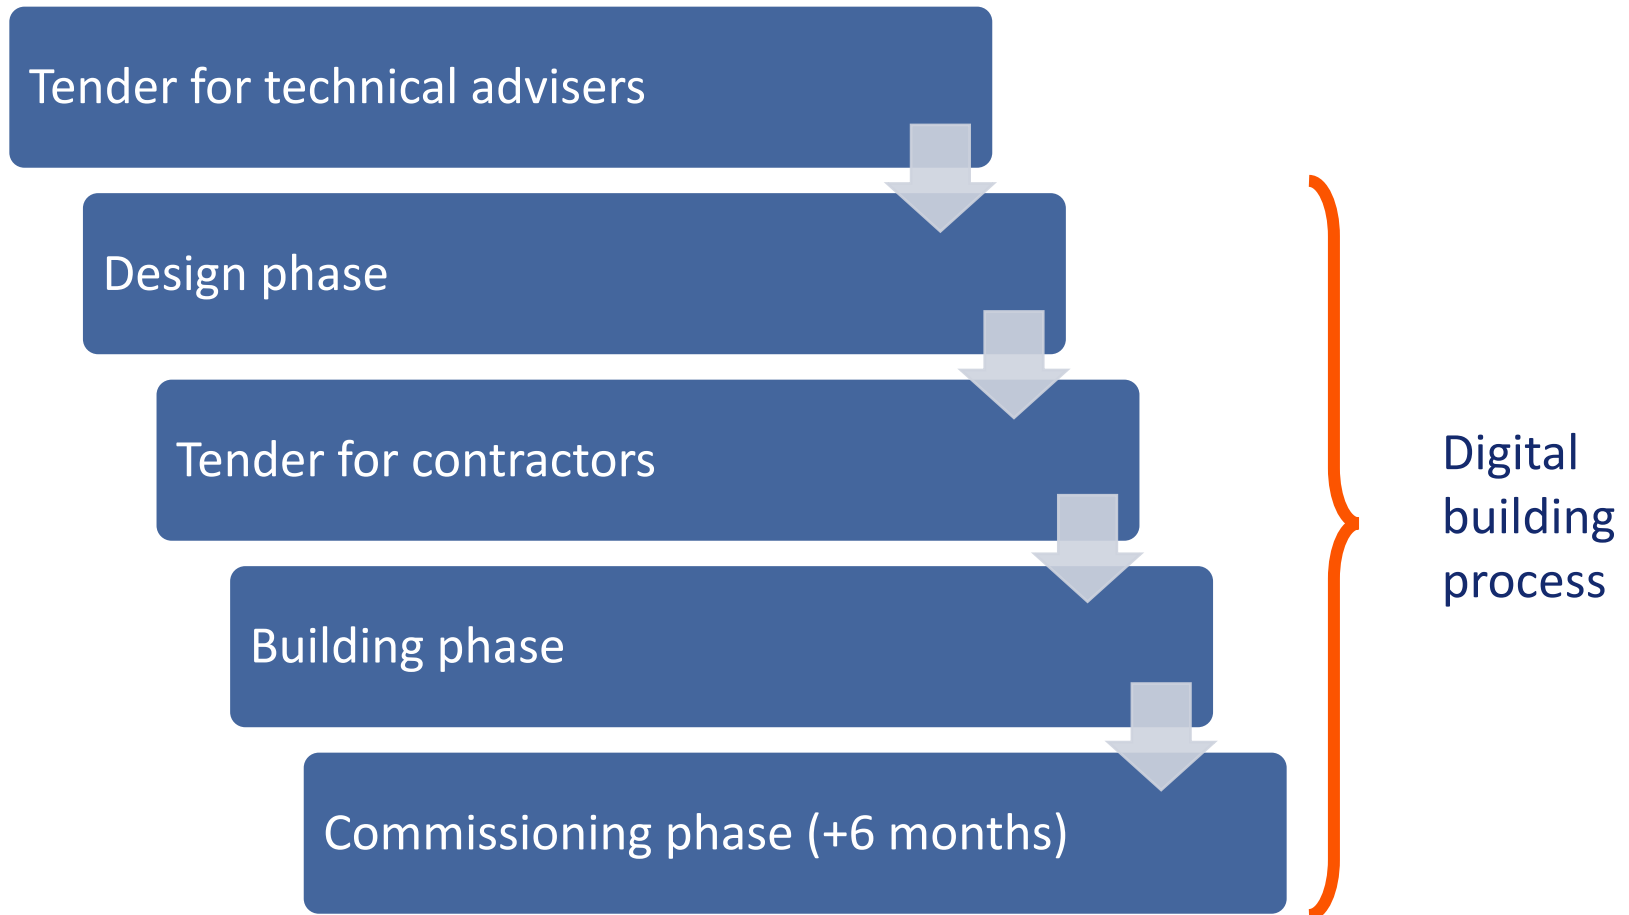 Tender for technical advisers
Design phase
Tender for contractors
Building phase
Commissioning phase (+6 months)
Digital
building
process